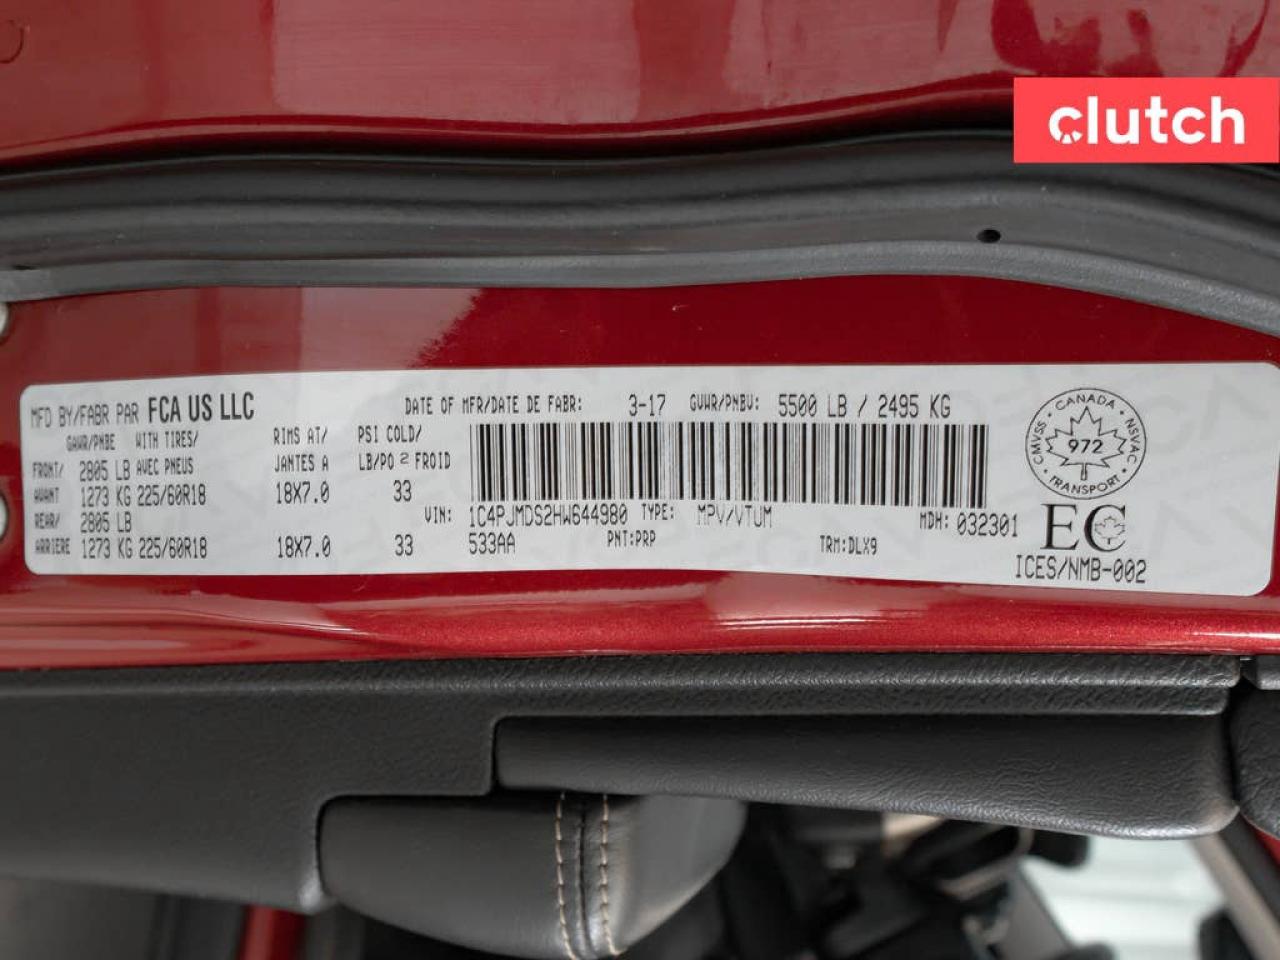 clutch
MFD BY/FABR PAR FCA US LLC
DATE OF MFR/DATE DE FABR: 3-17 GVWR/PNBV: 5500 LB / 2495 KG
GAWR/PNBE WITH TIRES/ RIMS AT/ PSI COLD/
FRONT/ 2805 LB AVEC PNEUS JANTES A LB/PO 2 FROID
AVANT 1273 KG 225/60R18 18X7.0 33
REAR/ 2805 LB
ARRIERE 1273 KG 225/60R18 18X7.0 33
VIN: 1C4PJMDS2HW644980 TYPE: MPV/VTUM MDH: 032301
533AA PNT:PRP TRM:DLX9
CANADA
CMVSS 972 NSVAC
TRANSPORT
EC
ICES/NMB-002